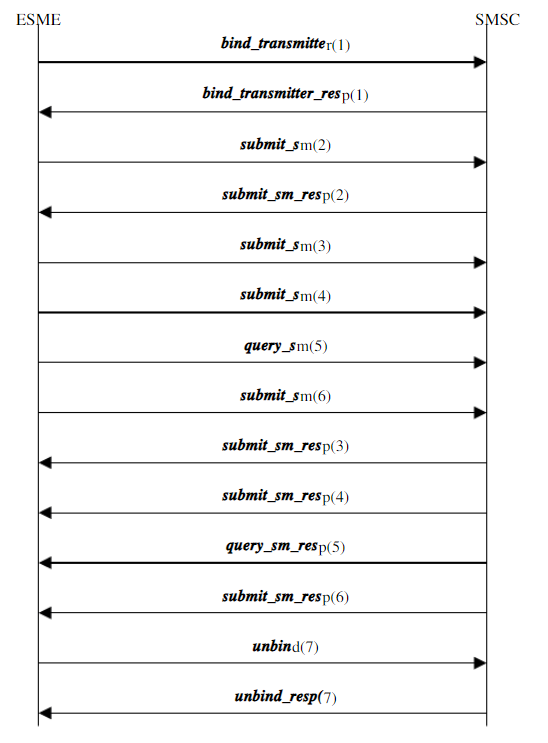 ESME SMSC
bind_transmitter(1)
bind_transmitter_resp(1)
submit_sm(2)
submit_sm_resp(2)
submit_sm(3)
submit_sm(4)
query_sm(5)
submit_sm(6)
submit_sm_resp(3)
submit_sm_resp(4)
query_sm_resp(5)
submit_sm_resp(6)
unbind(7)
unbind_resp(7)